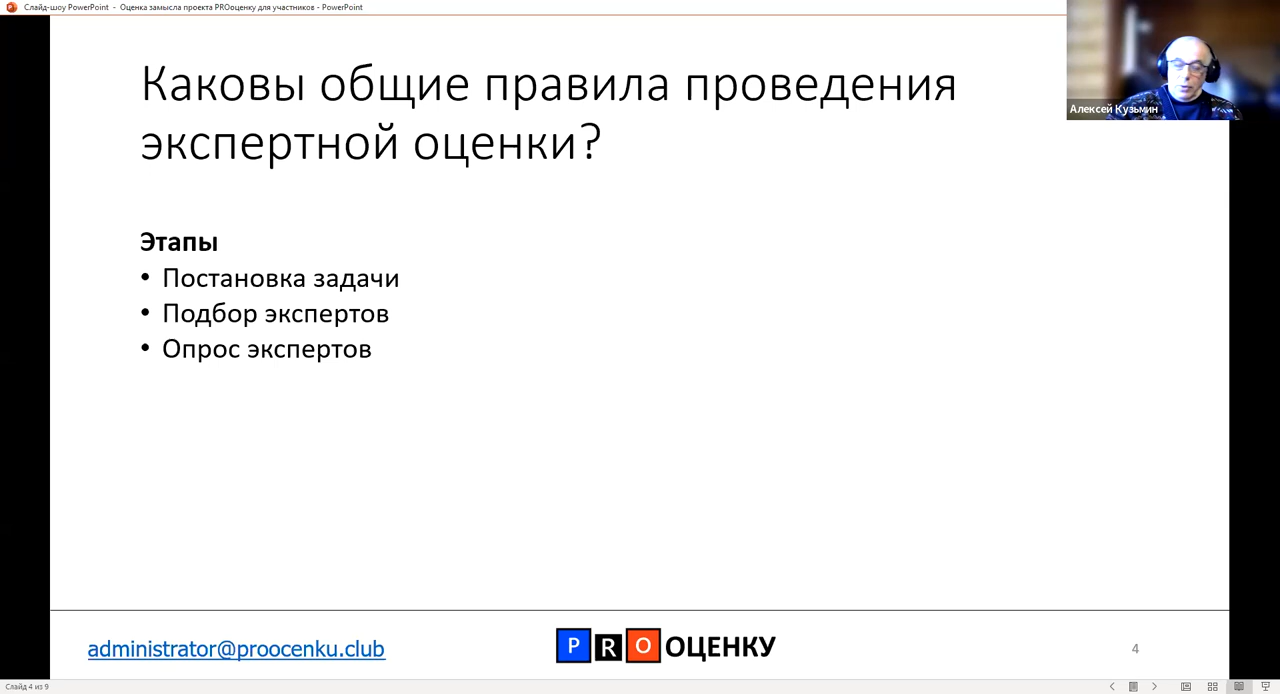 Слайд-шоу PowerPoint - Оценка замысла проекта PROоценку для участников - PowerPoint
Алексей Кузьмин
Каковы общие правила проведения
экспертной оценки?
Этапы
• Постановка задачи
• Подбор экспертов
• Опрос экспертов
administrator@proocenku.club
PROОЦЕНКУ
4
Слайд 4 из 9